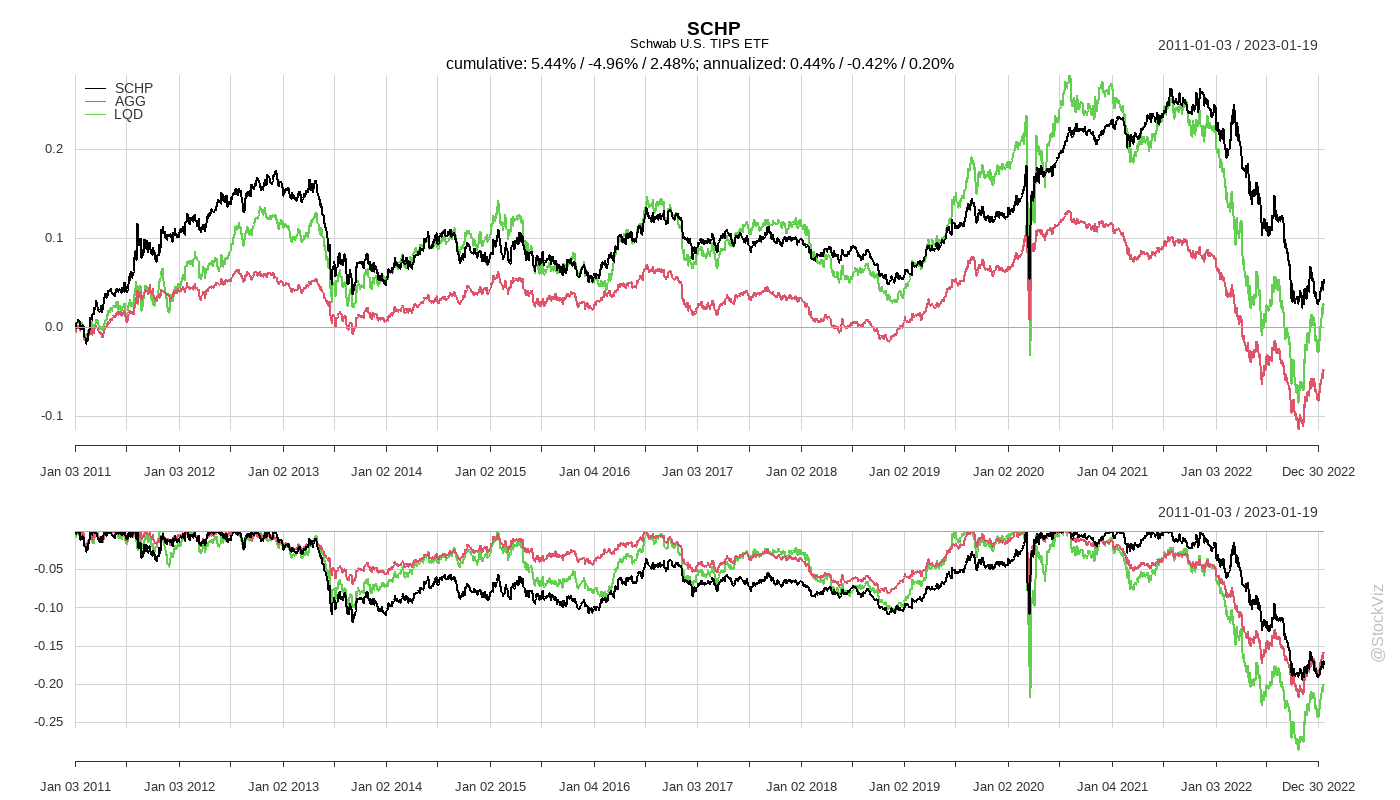 SCHP
Schwab U.S. TIPS ETF
2011-01-03 / 2023-01-19
cumulative: 5.44% / -4.96% / 2.48%; annualized: 0.44% / -0.42% / 0.20%
SCHP
AGG
LQD
0.2
0.1
0.0
-0.1
Jan 03 2011 Jan 03 2012 Jan 02 2013 Jan 02 2014 Jan 02 2015 Jan 04 2016 Jan 03 2017 Jan 02 2018 Jan 02 2019 Jan 02 2020 Jan 04 2021 Jan 03 2022 Dec 30 2022
2011-01-03 / 2023-01-19
-0.05
-0.10
-0.15
-0.20
-0.25
Jan 03 2011 Jan 03 2012 Jan 02 2013 Jan 02 2014 Jan 02 2015 Jan 04 2016 Jan 03 2017 Jan 02 2018 Jan 02 2019 Jan 02 2020 Jan 04 2021 Jan 03 2022 Dec 30 2022
@StockViz